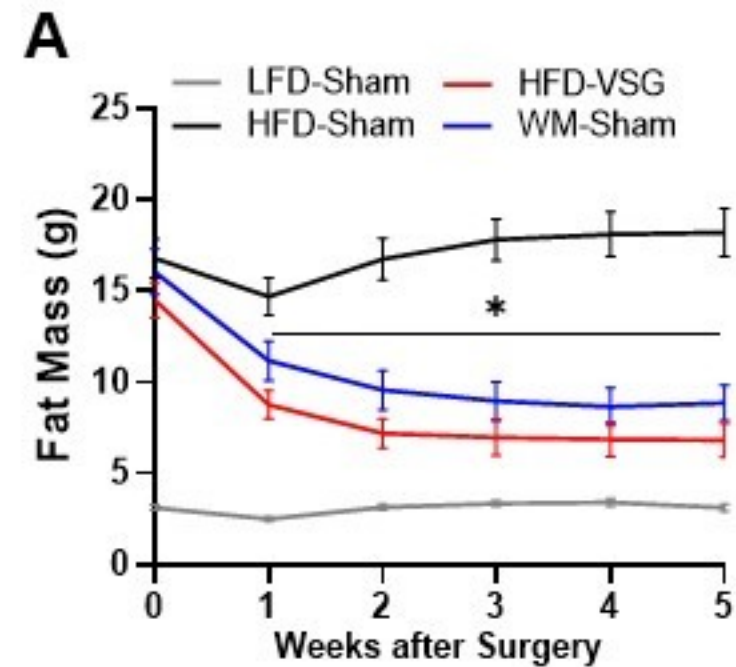 A
LFD-Sham
HFD-VSG
HFD-Sham
WM-Sham
25
20
15
10
5
0
Fat Mass (g)
*
0 1 2 3 4 5
Weeks after Surgery